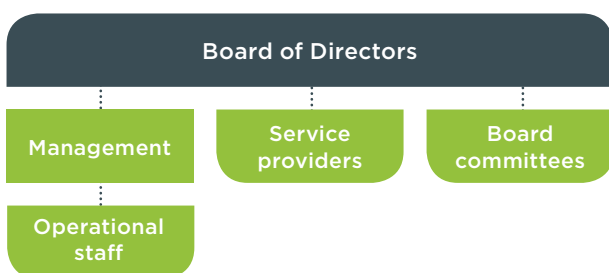 Board of Directors
Management
Service
providers
Board
committees
Operational
staff